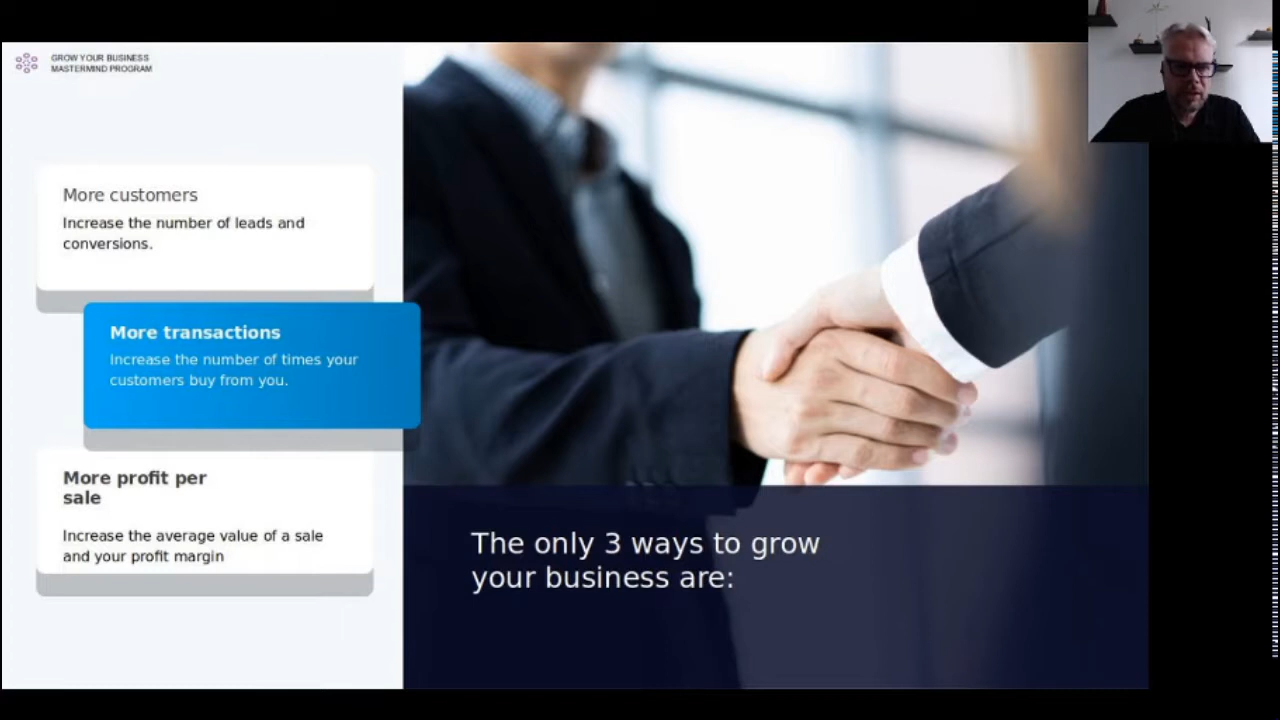 GROW YOUR BUSINESS
MASTERMIND PROGRAM
More customers
Increase the number of leads and
conversions.
More transactions
Increase the number of times your
customers buy from you.
More profit per
sale
Increase the average value of a sale
and your profit margin
The only 3 ways to grow
your business are: